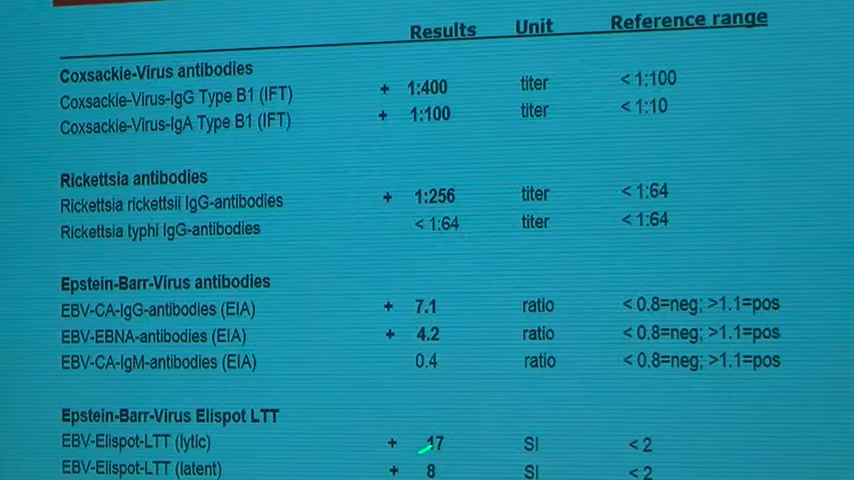 Results Unit Reference range
Coxsackie-Virus antibodies
Coxsackie-Virus-IgG Type B1 (IFT) + 1:400 titer < 1:100
Coxsackie-Virus-IgA Type B1 (IFT) + 1:100 titer < 1:10
Rickettsia antibodies
Rickettsia rickettsii IgG-antibodies + 1:256 titer < 1:64
Rickettsia typhi IgG-antibodies < 1:64 titer < 1:64
Epstein-Barr-Virus antibodies
EBV-CA-IgG-antibodies (EIA) + 7.1 ratio < 0.8=neg; >1.1=pos
EBV-EBNA-antibodies (EIA) + 4.2 ratio < 0.8=neg; >1.1=pos
EBV-CA-IgM-antibodies (EIA) 0.4 ratio < 0.8=neg; >1.1=pos
Epstein-Barr-Virus Elispot LTT
EBV-Elispot-LTT (lytic) + 17 SI < 2
EBV-Elispot-LTT (latent) + 8 SI < 2